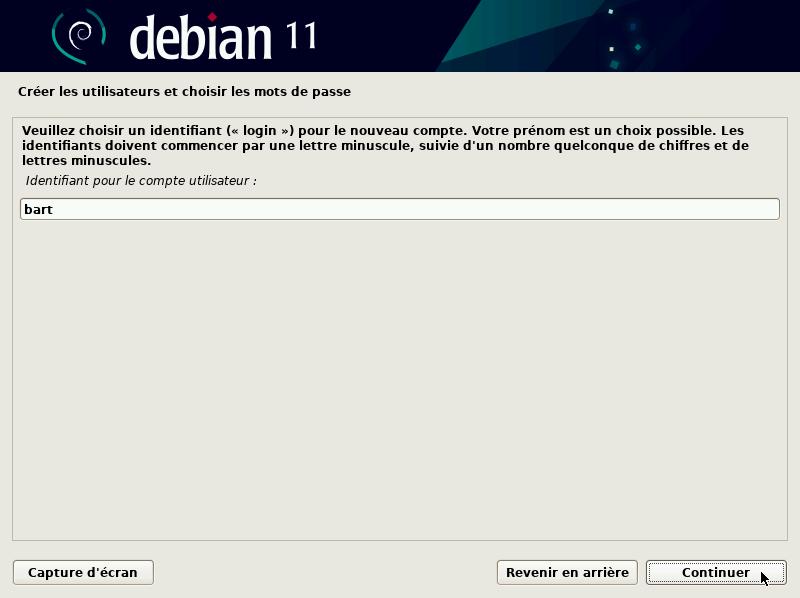 debian 11
Créer les utilisateurs et choisir les mots de passe
Veuillez choisir un identifiant (« login ») pour le nouveau compte. Votre prénom est un choix possible. Les
identifiants doivent commencer par une lettre minuscule, suivie d'un nombre quelconque de chiffres et de
lettres minuscules.
Identifiant pour le compte utilisateur :
bart
Capture d'écran
Revenir en arrière
Continuer